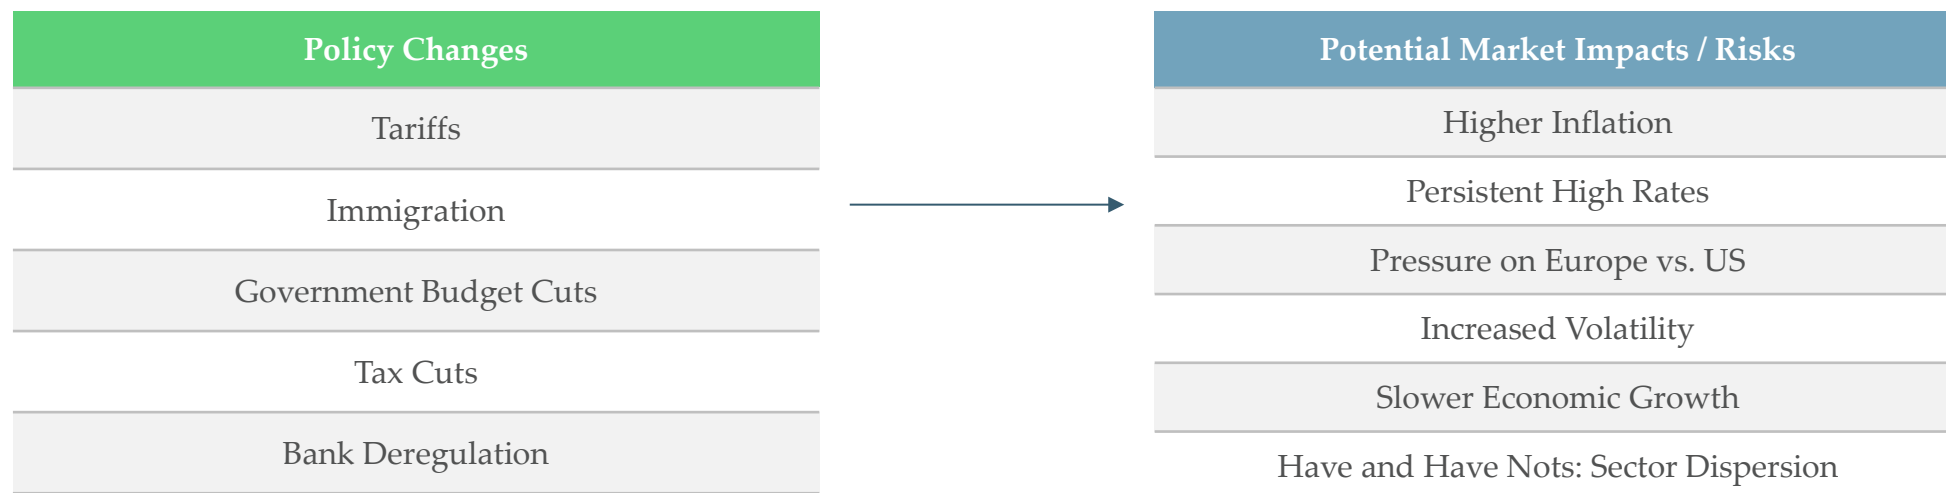 Policy Changes
Tariffs
Immigration
Government Budget Cuts
Tax Cuts
Bank Deregulation
Potential Market Impacts / Risks
Higher Inflation
Persistent High Rates
Pressure on Europe vs. US
Increased Volatility
Slower Economic Growth
Have and Have Nots: Sector Dispersion